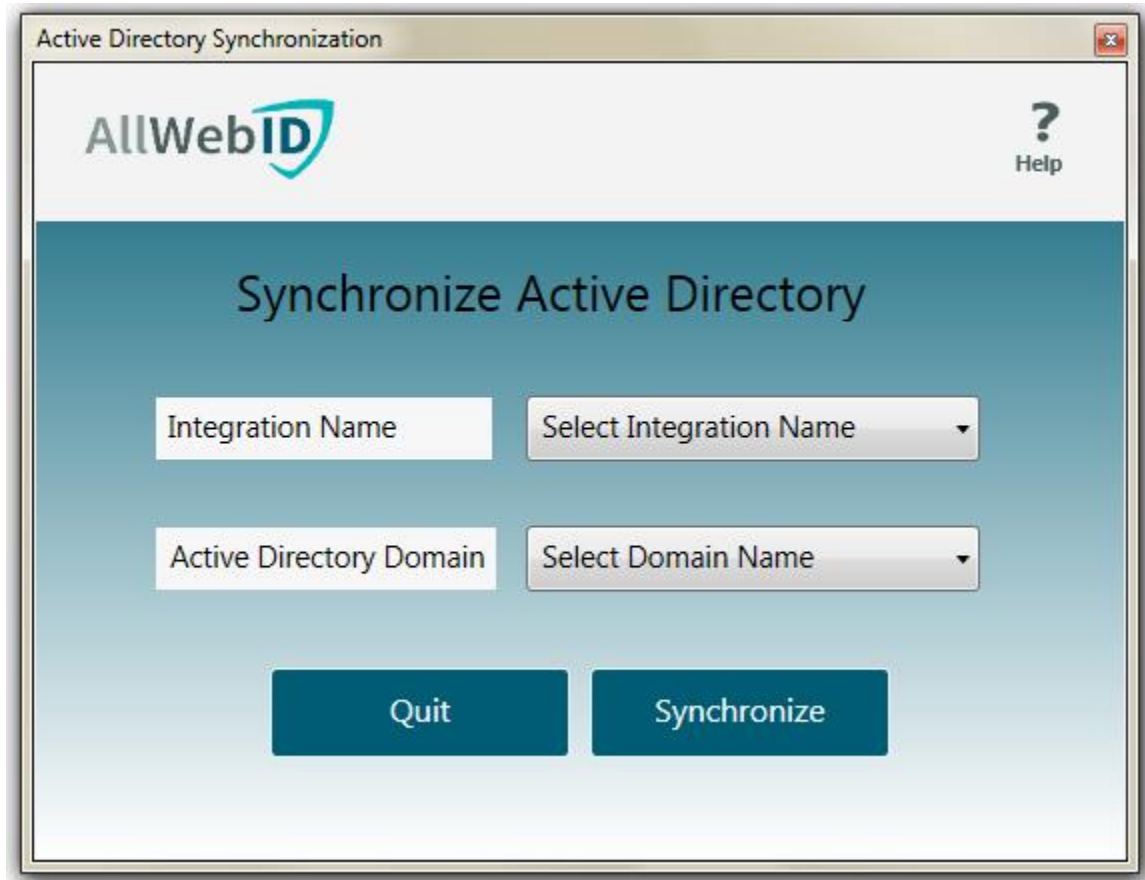 Active Directory Synchronization
AllWebID
?
Help
Synchronize Active Directory
Integration Name
Select Integration Name
Active Directory Domain
Select Domain Name
Quit
Synchronize